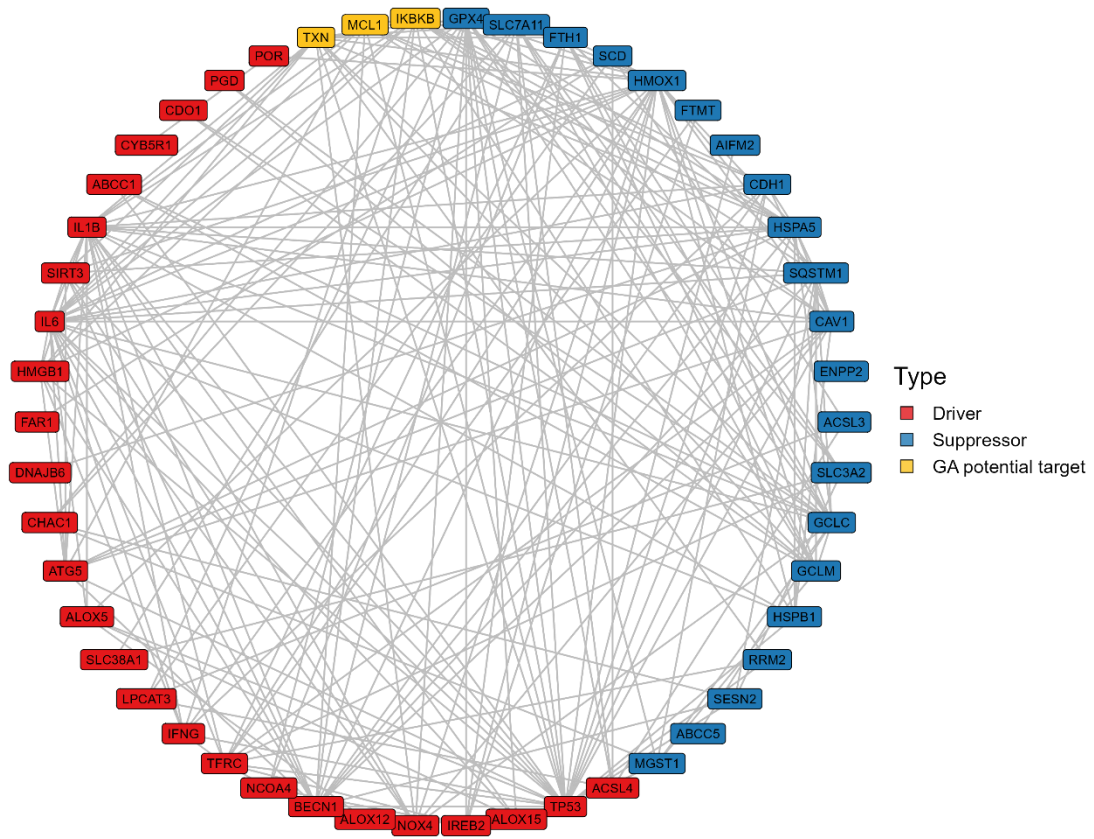 IKBKB
GPX4
MCL1
SLC7A11
TXN
FTH1
POR
SCD
PGD
HMOX1
CDO1
FTMT
CYB5R1
AIFM2
ABCC1
CDH1
IL1B
HSPA5
SIRT3
SQSTM1
IL6
CAV1
HMGB1
ENPP2
FAR1
ACSL3
DNAJB6
SLC3A2
CHAC1
GCLC
ATG5
GCLM
ALOX5
HSPB1
SLC38A1
RRM2
LPCAT3
SESN2
IFNG
ABCC5
TFRC
MGST1
NCOA4
ACSL4
BECN1
TP53
ALOX12
ALOX15
NOX4
IREB2
Type
Driver
Suppressor
GA potential target